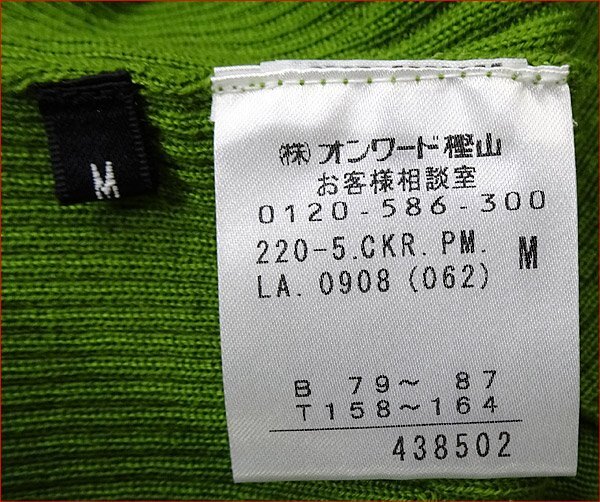 M
(株)オンワード樫山
お客様相談室
0120-586-300
220-5.CKR.PM. M
LA.0908(062)
B 79〜 87
T158〜164
438502